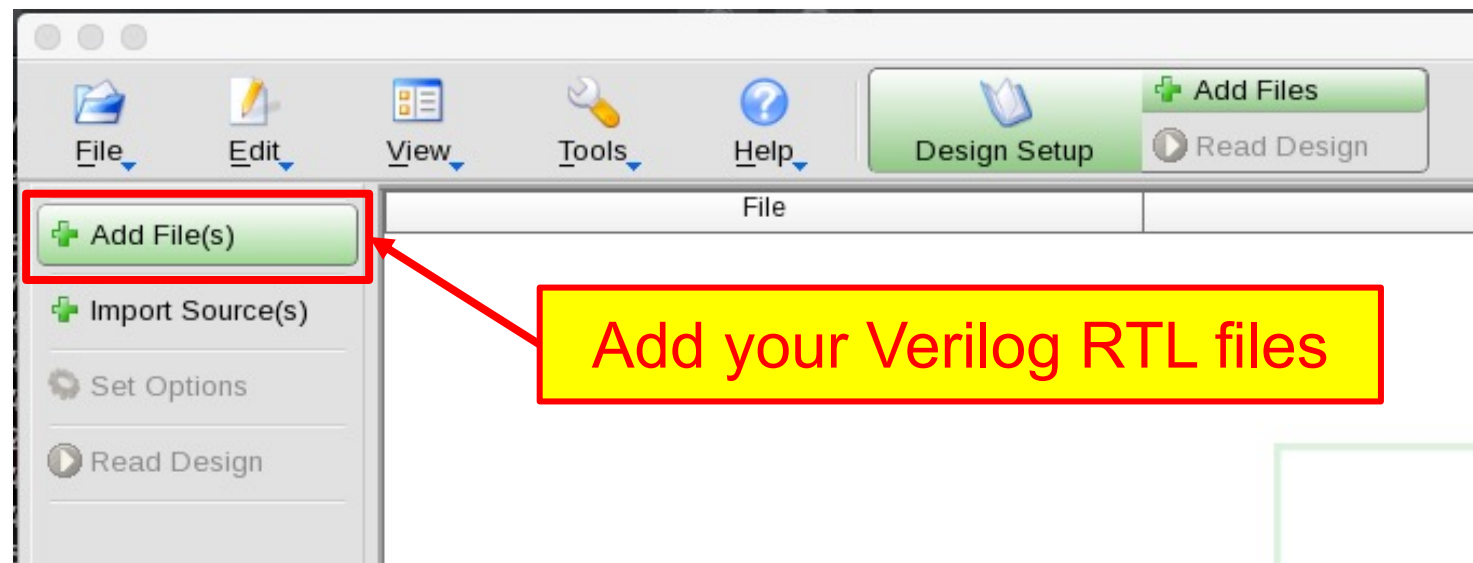 File Edit View Tools Help Design Setup Add Files
Read Design
File
Add File(s)
Import Source(s)
Add your Verilog RTL files
Set Options
Read Design